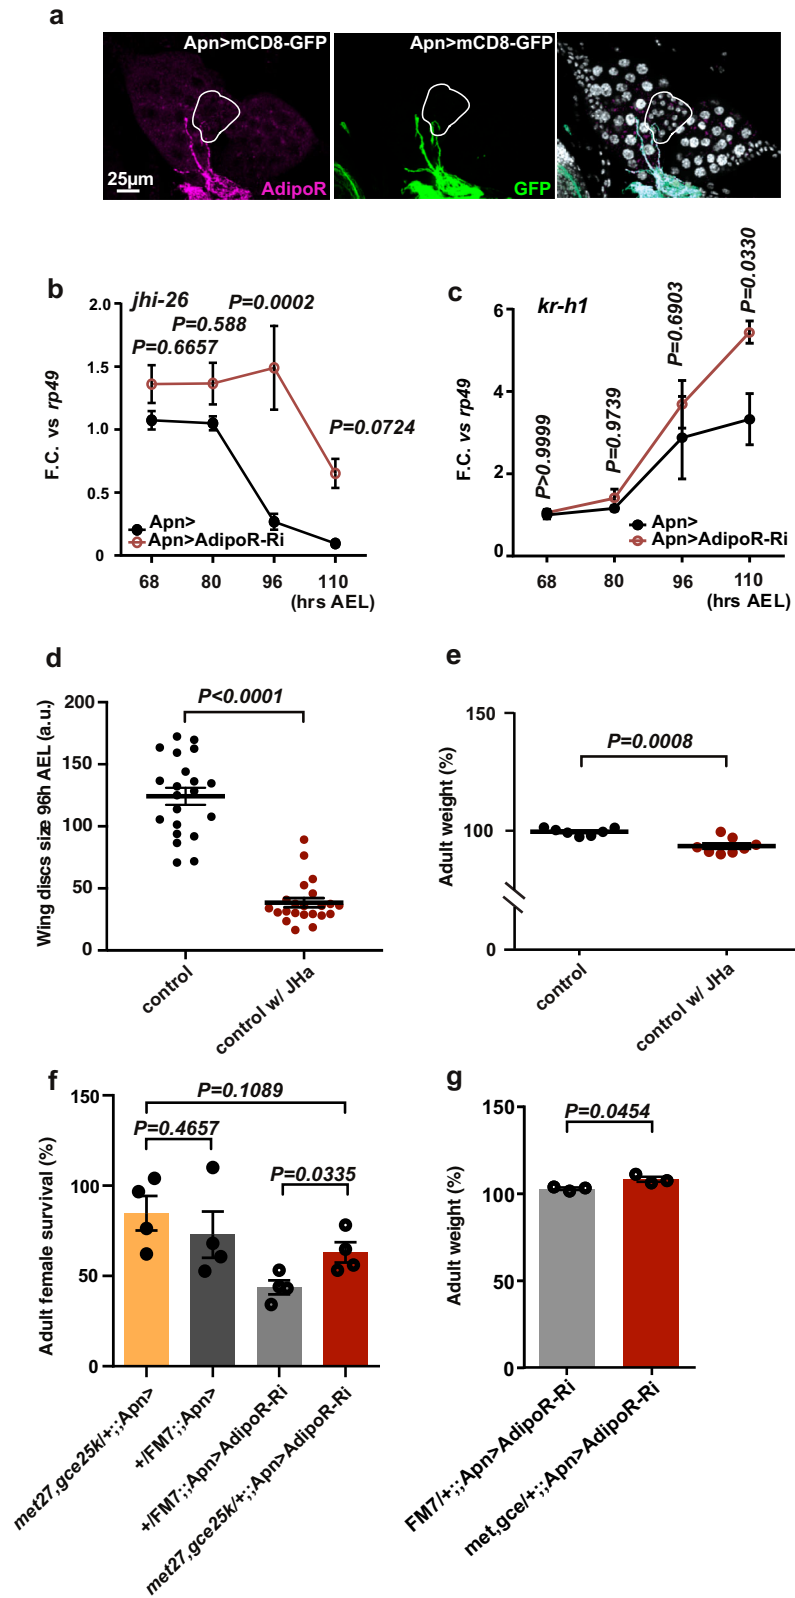 a
Apn>mCD8-GFP
Apn>mCD8-GFP
25µm
AdipoR
GFP
b
jhi-26
P=0.6657
P=0.588
P=0.0002
P=0.0724
F.C. vs rp49
2.0
1.5
1.0
0.5
0
Apn>
Apn>AdipoR-Ri
68 80 96 110
(hrs AEL)
c
kr-h1
P>0.9999
P=0.9739
P=0.6903
P=0.0330
F.C. vs rp49
6
4
2
0
Apn>
Apn>AdipoR-Ri
68 80 96 110
(hrs AEL)
d
P<0.0001
Wing discs size 96h AEL (a.u.)
200
150
100
50
0
control
control w/ JHa
e
P=0.0008
Adult weight (%)
150
100
0
control
control w/ JHa
f
P=0.1089
P=0.4657
P=0.0335
Adult female survival (%)
150
100
50
0
met27,gce25k/+;;Apn>
+/FM7;;Apn>
+/FM7;;Apn>AdipoR-Ri
met27,gce25k/+;;Apn>AdipoR-Ri
g
P=0.0454
Adult weight (%)
150
100
50
0
FM7/+;;Apn>AdipoR-Ri
met,gce/+;;Apn>AdipoR-Ri